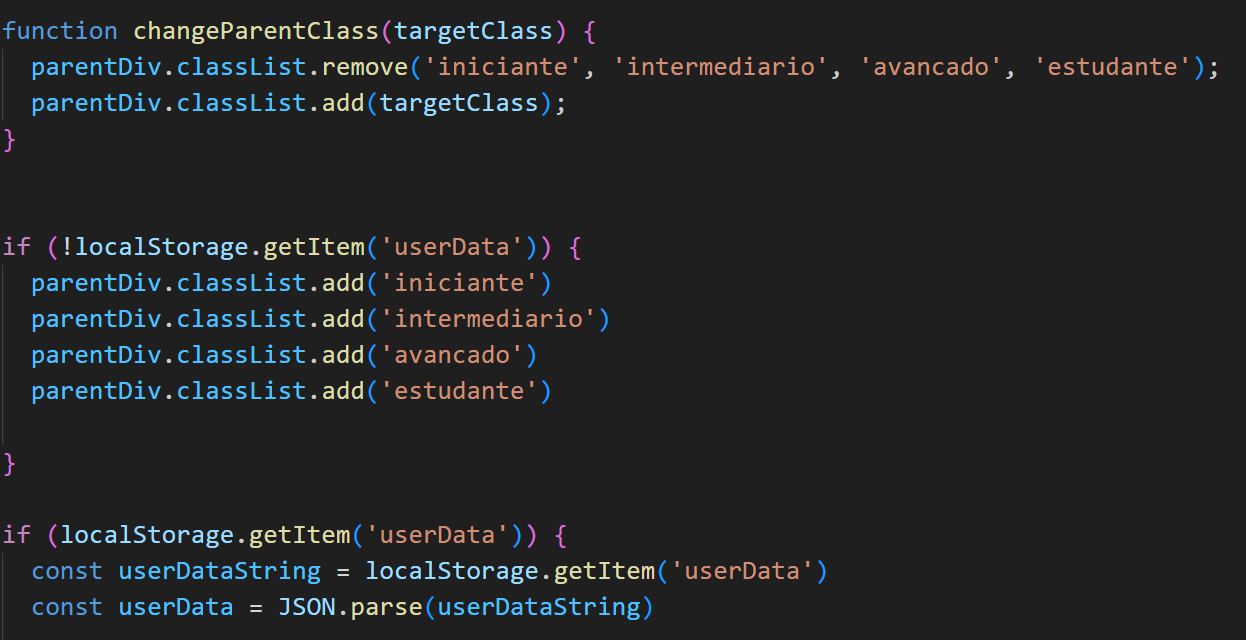 function changeParentClass(targetClass) {
  parentDiv.classList.remove('iniciante', 'intermediario', 'avancado', 'estudante');
  parentDiv.classList.add(targetClass);
}
if (!localStorage.getItem('userData')) {
  parentDiv.classList.add('iniciante')
  parentDiv.classList.add('intermediario')
  parentDiv.classList.add('avancado')
  parentDiv.classList.add('estudante')
}
if (localStorage.getItem('userData')) {
  const userDataString = localStorage.getItem('userData')
  const userData = JSON.parse(userDataString)